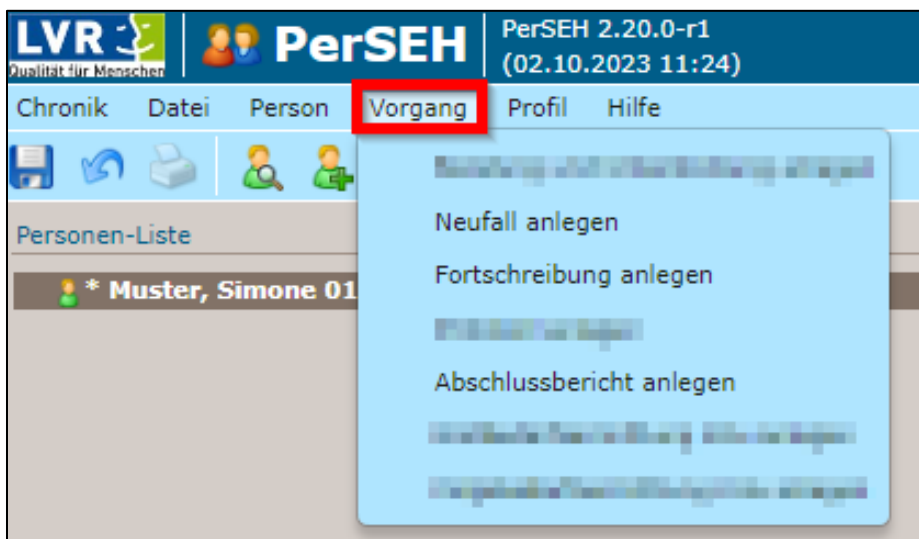 LVR
Qualität für Menschen
PerSEH
PerSEH 2.20.0-r1
(02.10.2023 11:24)
Chronik Datei Person Vorgang Profil Hilfe
Neufall anlegen
Personen-Liste
Fortschreibung anlegen
* Muster, Simone 01
Abschlussbericht anlegen